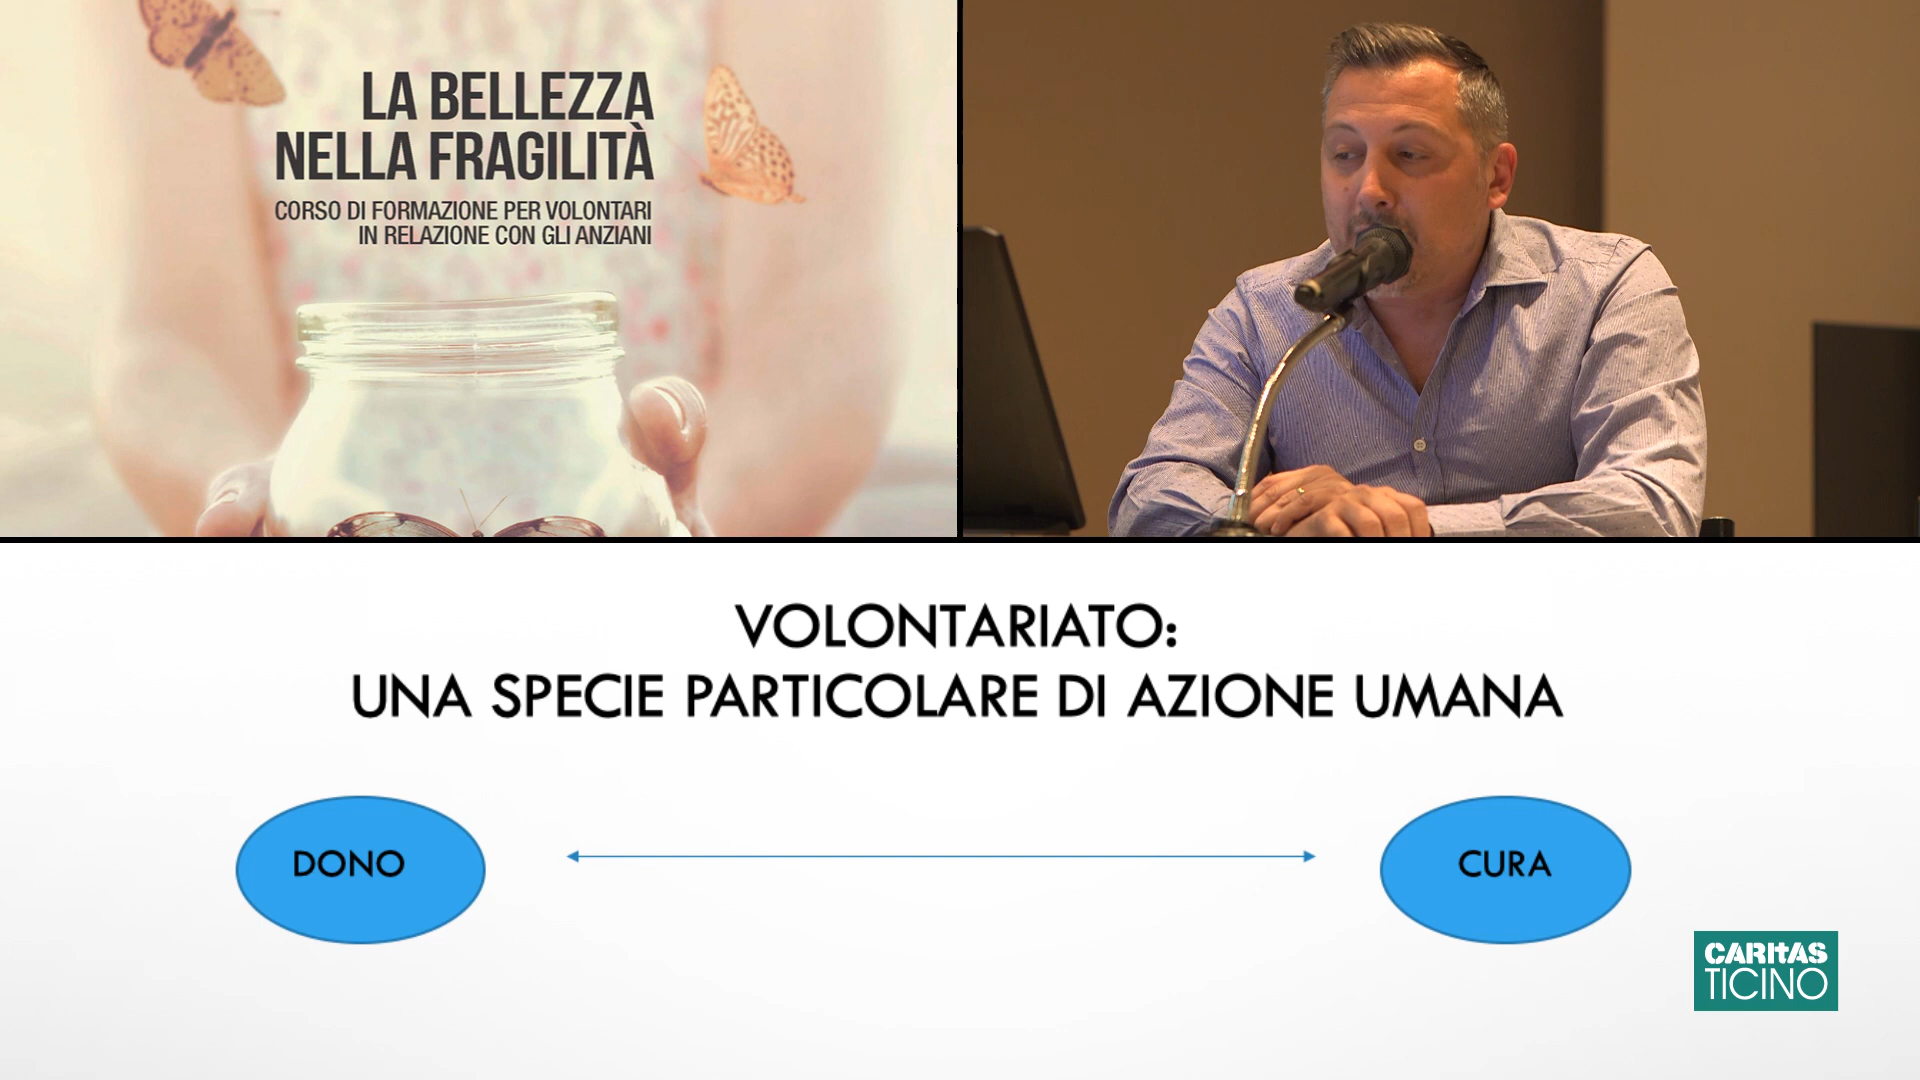 LA BELLEZZA
NELLA FRAGILITÀ
CORSO DI FORMAZIONE PER VOLONTARI
IN RELAZIONE CON GLI ANZIANI
VOLONTARIATO:
UNA SPECIE PARTICOLARE DI AZIONE UMANA
DONO
CURA
CARITAS
TICINO